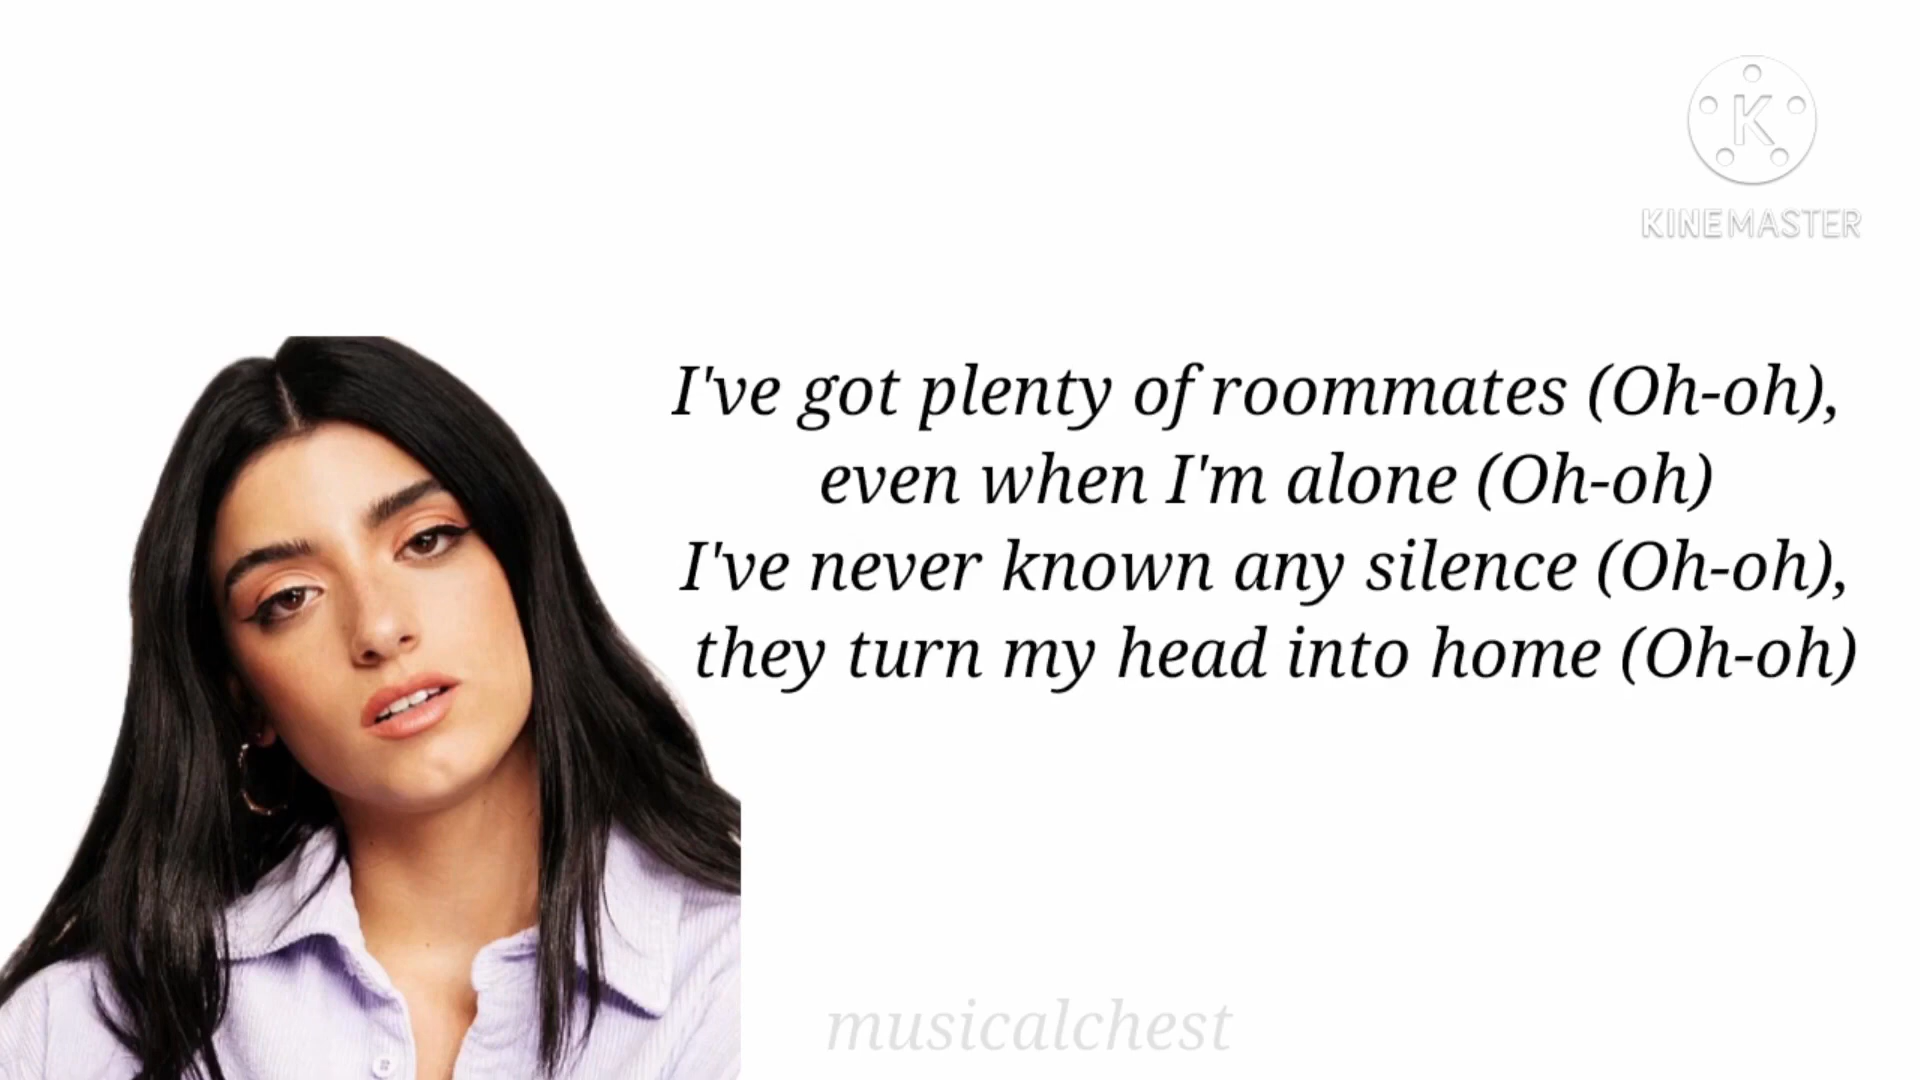 K
KINEMASTER
I've got plenty of roommates (Oh-oh),
even when I'm alone (Oh-oh)
I've never known any silence (Oh-oh),
they turn my head into home (Oh-oh)
musicalchest